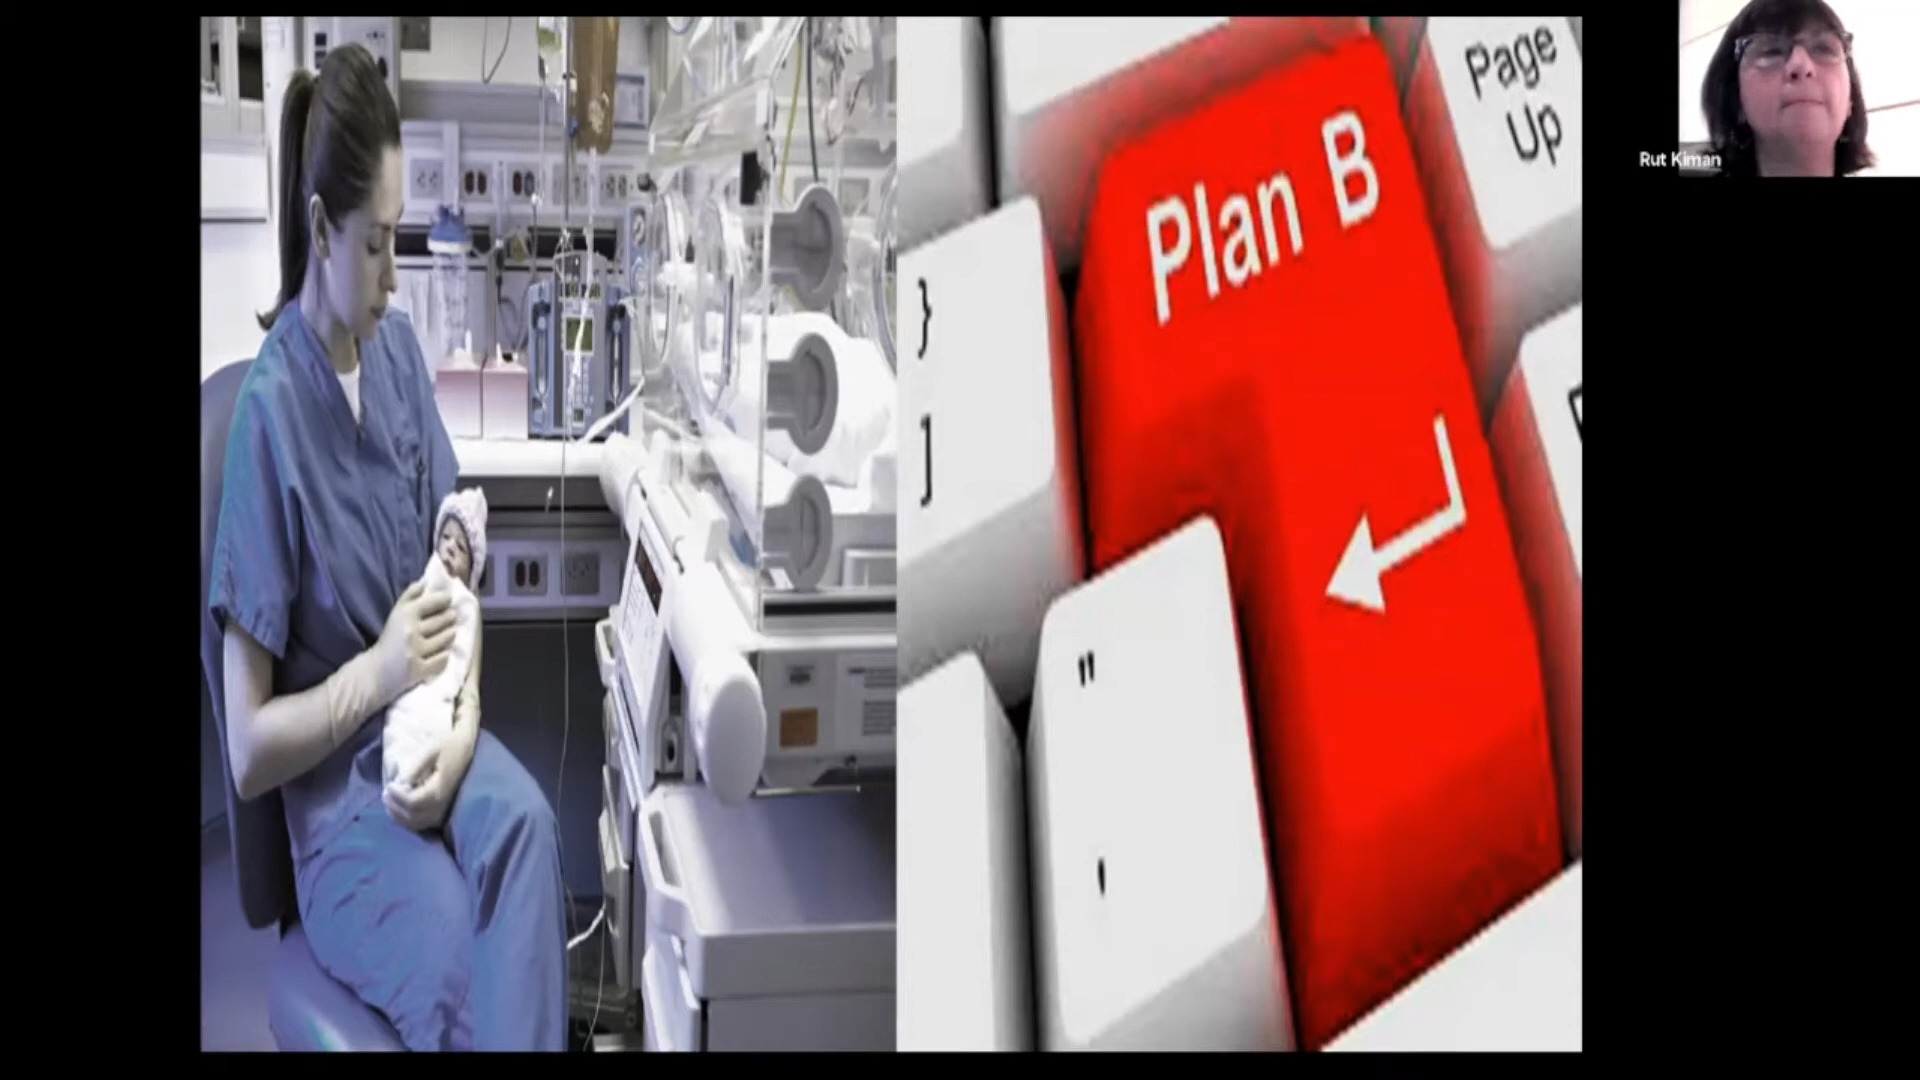 Page
Up
Plan B
}
]
"
'
Rut Kiman